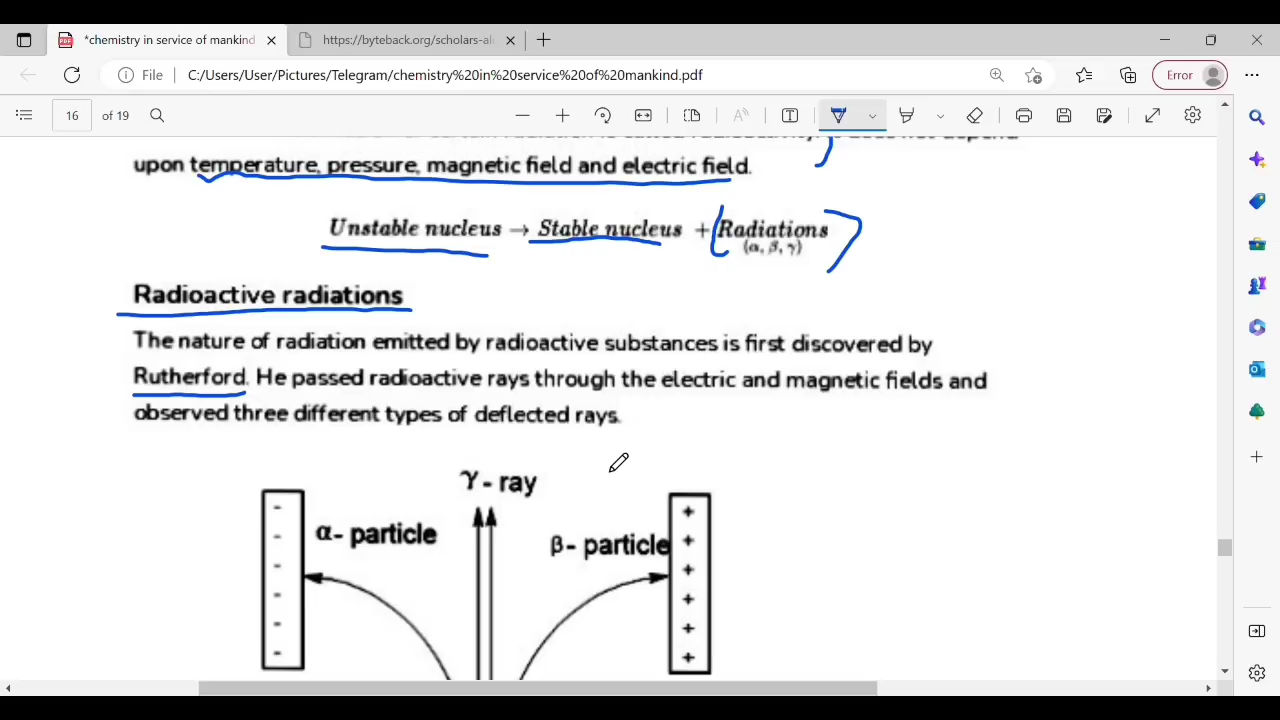 *chemistry in service of mankind
https://byteback.org/scholars-al
File C:/Users/User/Pictures/Telegram/chemistry%20in%20service%20of%20mankind.pdf
Error
16 of 19
upon temperature, pressure, magnetic field and electric field.
Unstable nucleus → Stable nucleus + Radiations
(α, β, γ)
Radioactive radiations
The nature of radiation emitted by radioactive substances is first discovered by
Rutherford. He passed radioactive rays through the electric and magnetic fields and
observed three different types of deflected rays.
γ - ray
α- particle
β- particle
- +
- +
- +
- +
- +
- +